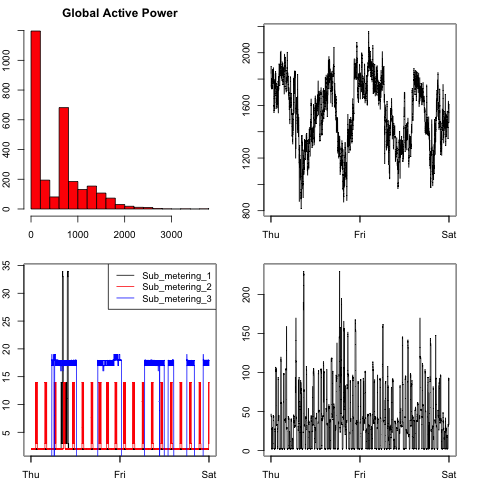 Global Active Power
0 200 400 600 1000
0 1000 2000 3000
800 1200 1600 2000
Thu Fri Sat
5 10 15 20 25 30 35
Sub_metering_1
Sub_metering_2
Sub_metering_3
Thu Fri Sat
0 50 100 150 200
Thu Fri Sat